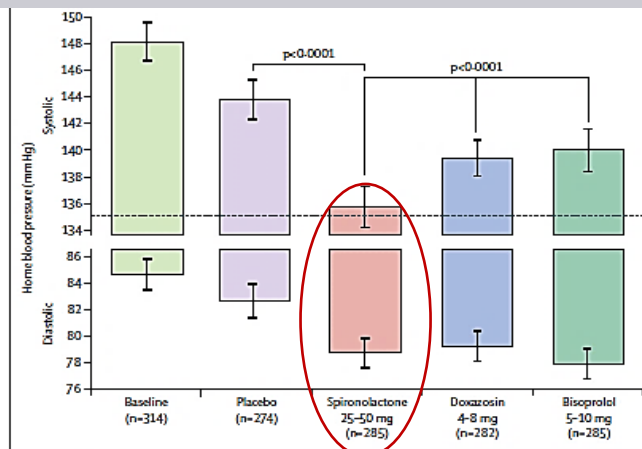 150
148
146
144
142
140
138
136
134
86
84
82
80
78
76
Home blood pressure (mm Hg)
Systolic
Diastolic
p<0·0001
p<0·0001
Baseline
(n=314)
Placebo
(n=274)
Spironolactone
25–50 mg
(n=285)
Doxazosin
4–8 mg
(n=282)
Bisoprolol
5–10 mg
(n=285)